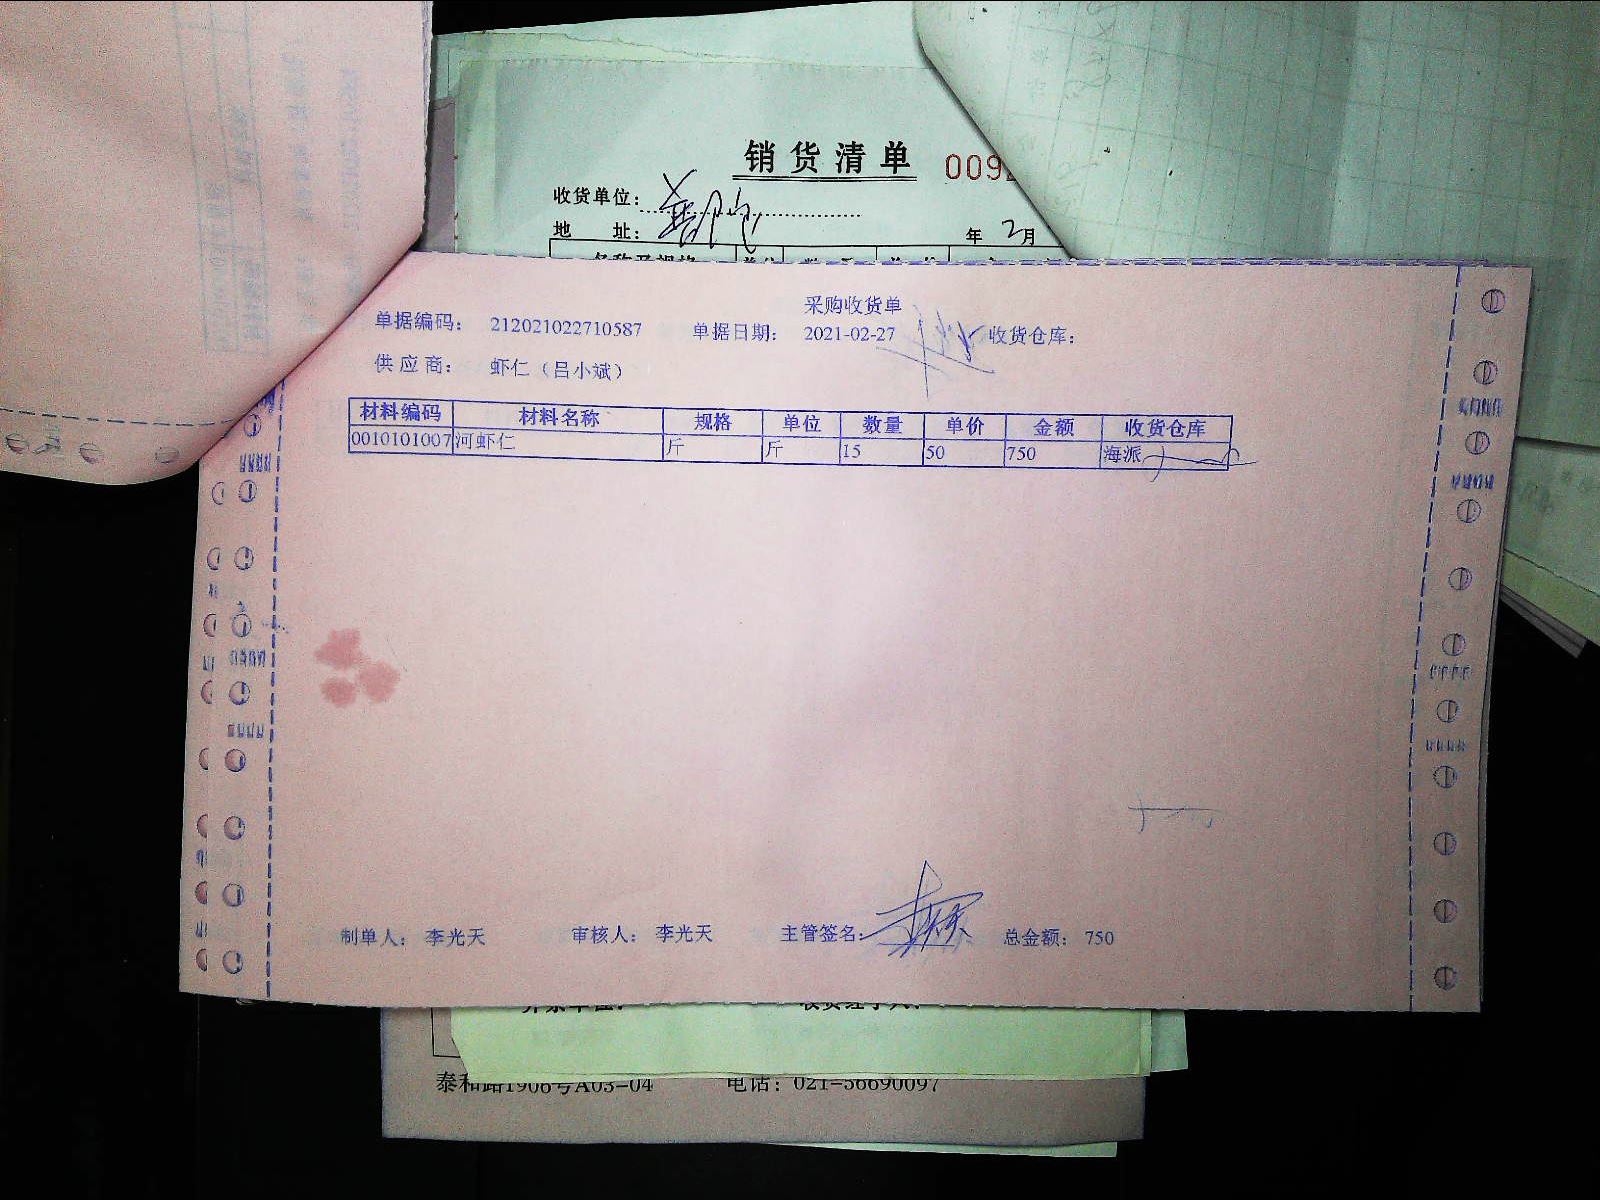 销货清单 009
收货单位：
地 址： 年 2月
采购收货单
单据编码： 212021022710587 单据日期： 2021-02-27 收货仓库：
供应商： 虾仁（吕小斌）
材料编码 材料名称 规格 单位 数量 单价 金额 收货仓库
0010101007 河虾仁 斤 斤 15 50 750 海派
制单人： 李光天 审核人： 李光天 主管签名： 总金额： 750
泰和路1908号A03-04 电话：021-56690097